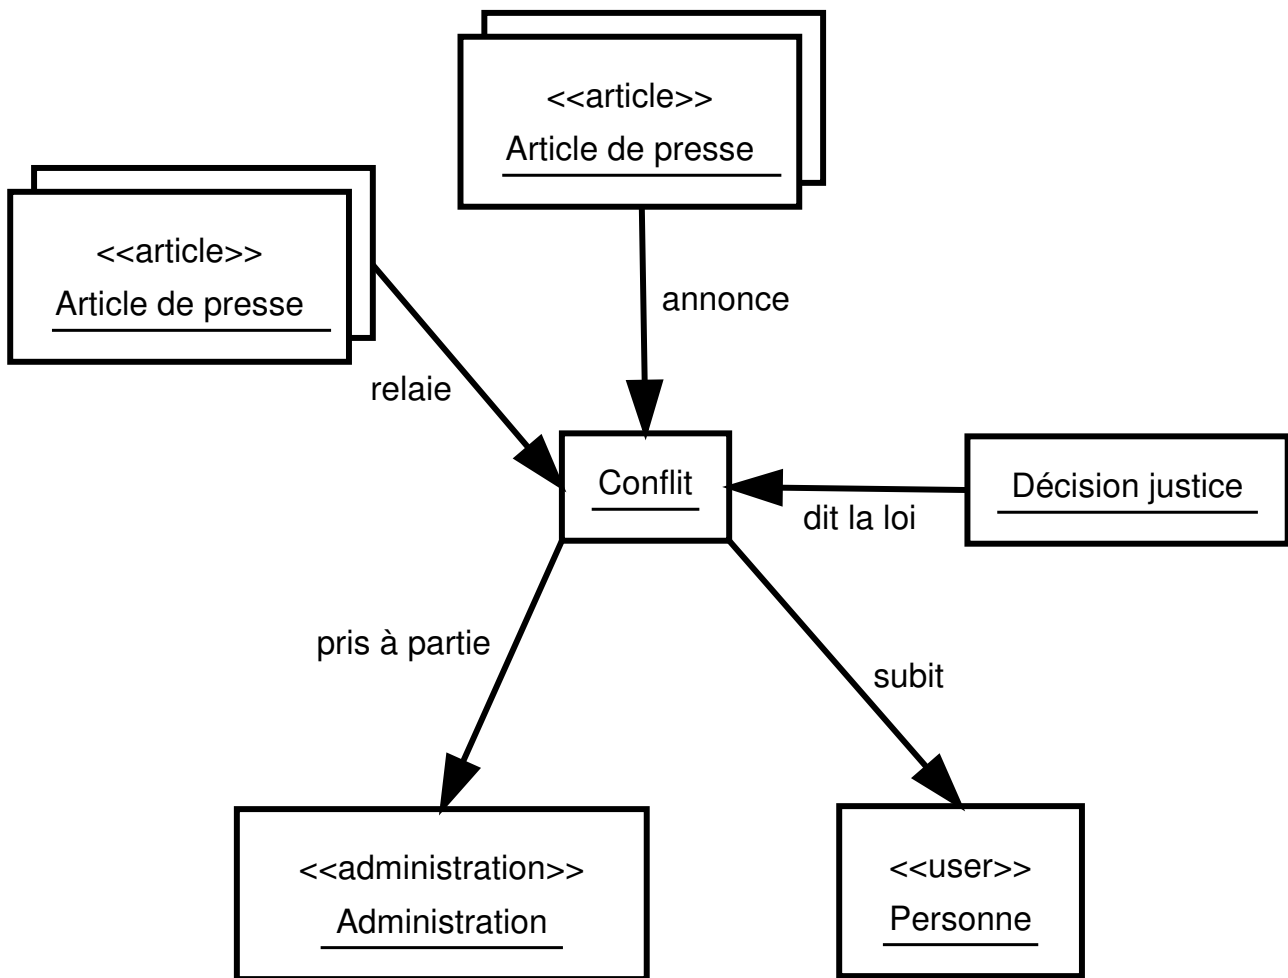 <<article>>
Article de presse
<<article>>
Article de presse
annonce
relaie
Conflit
Décision justice
dit la loi
pris à partie
subit
<<administration>>
Administration
<<user>>
Personne